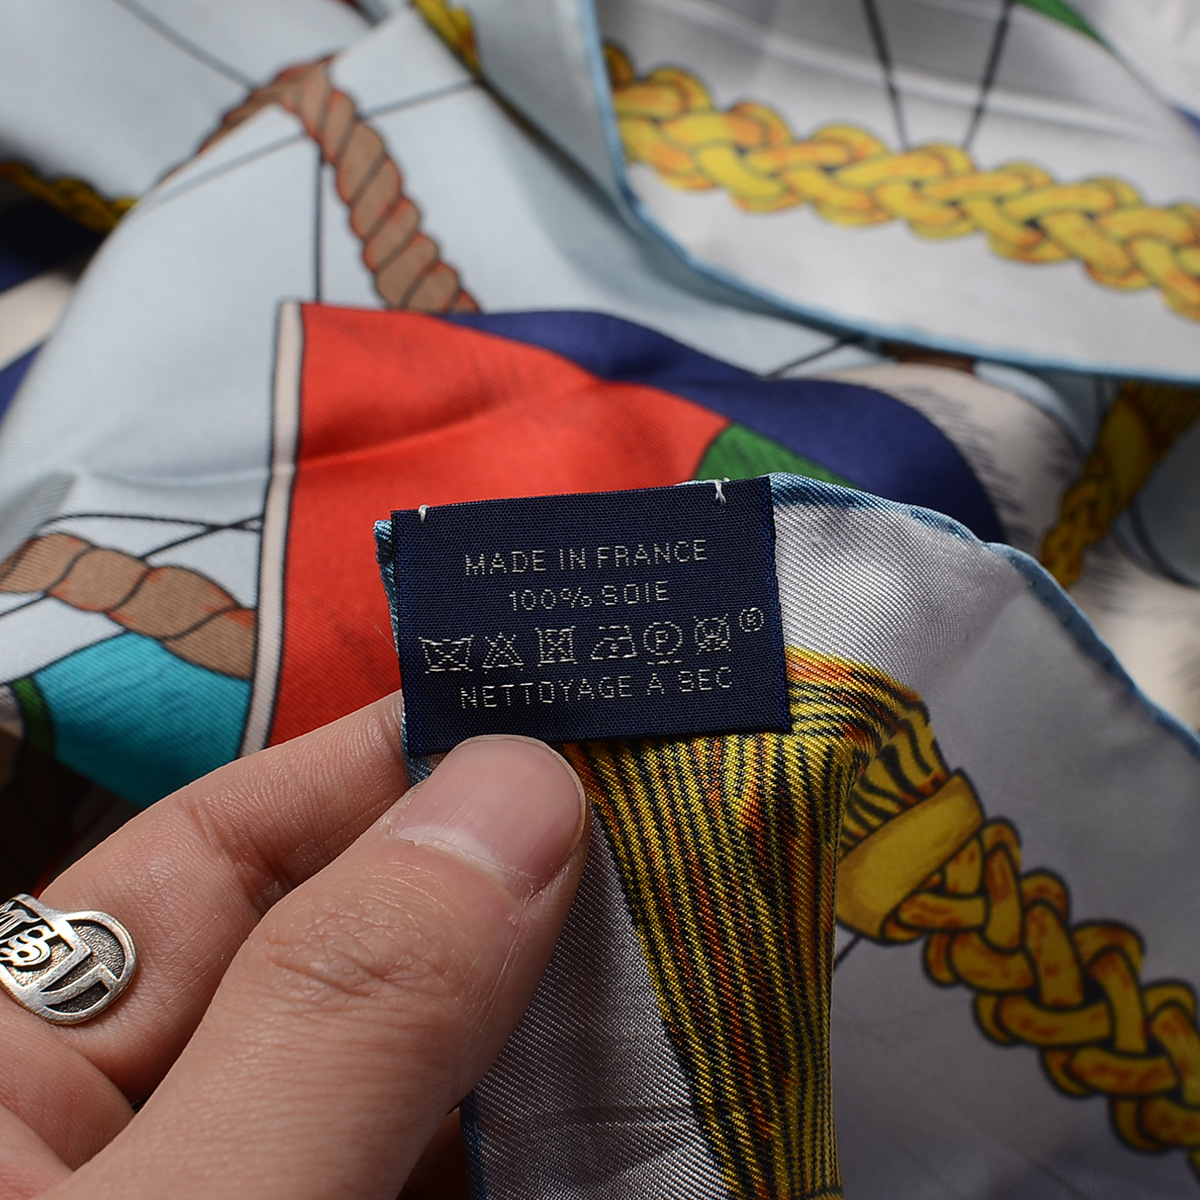 MADE IN FRANCE
100% SOIE
P
NETTOYAGE À SEC